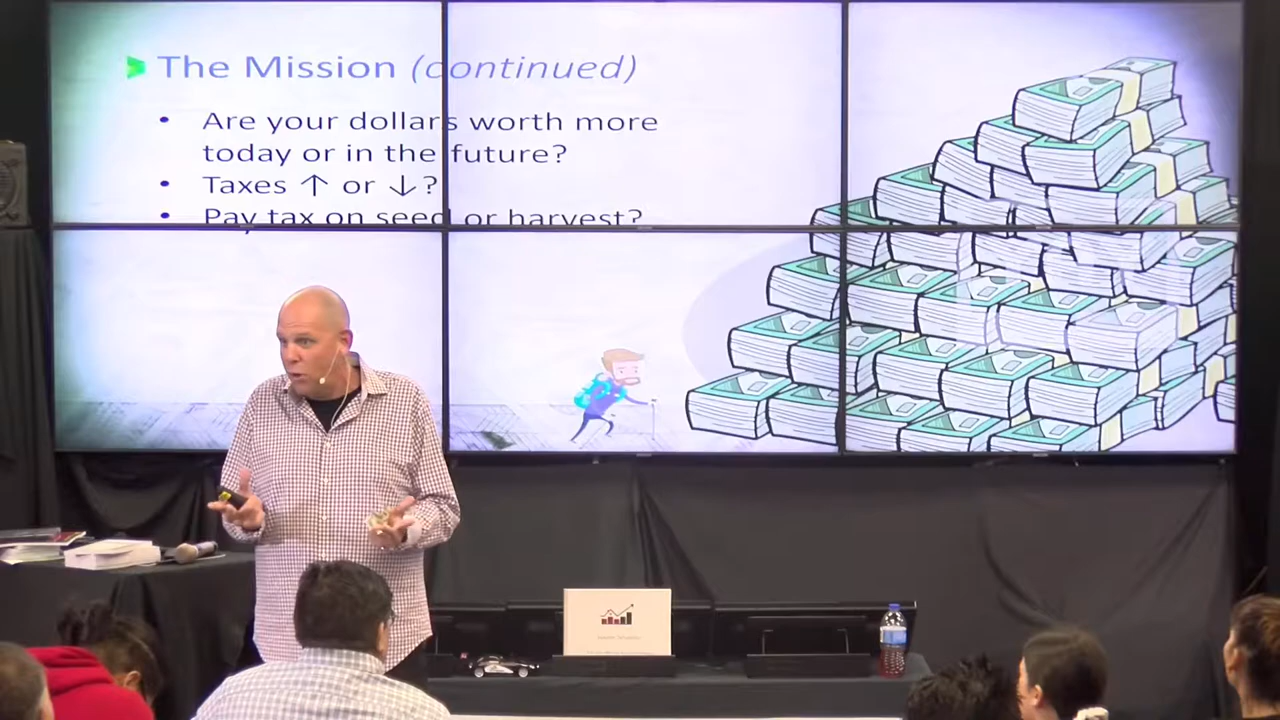 The Mission (continued)
• Are your dollars worth more
today or in the future?
• Taxes ↑ or ↓?
• Pay tax on seed or harvest?